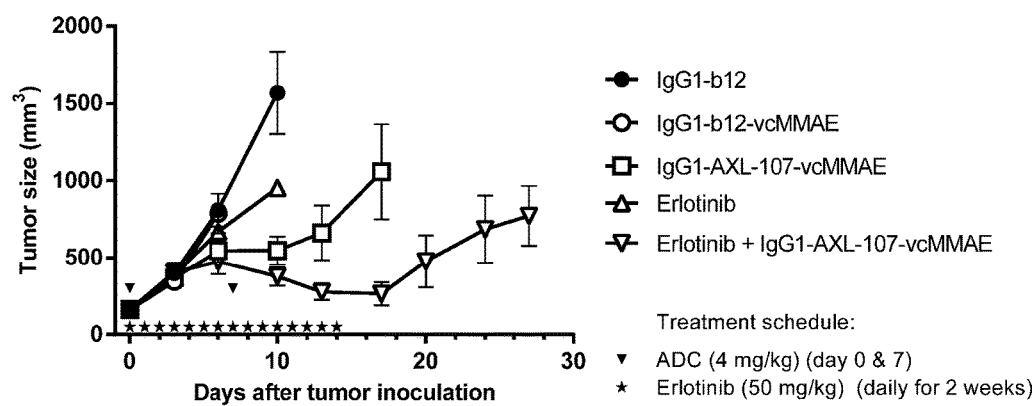 2000
1500
1000
500
0
Tumor size (mm³)
0
10
20
30
Days after tumor inoculation
IgG1-b12
IgG1-b12-vcMMAE
IgG1-AXL-107-vcMMAE
Erlotinib
Erlotinib + IgG1-AXL-107-vcMMAE
Treatment schedule:
ADC (4 mg/kg) (day 0 & 7)
Erlotinib (50 mg/kg) (daily for 2 weeks)